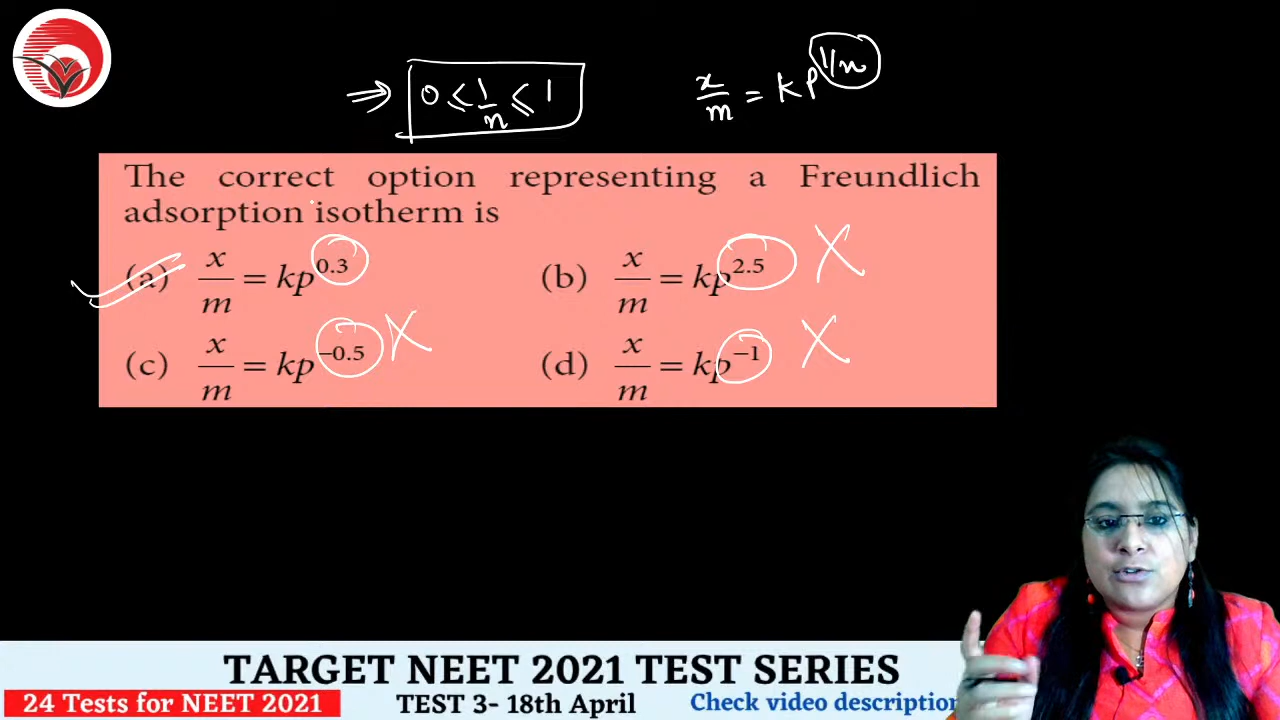 ⇒ 0 ≤ 1/n ≤ 1
x/m = kp^1/n
The correct option representing a Freundlich
adsorption isotherm is
(a) x/m = kp^0.3
(b) x/m = kp^2.5 X
(c) x/m = kp^−0.5 X
(d) x/m = kp^−1 X
TARGET NEET 2021 TEST SERIES
24 Tests for NEET 2021
TEST 3- 18th April
Check video description